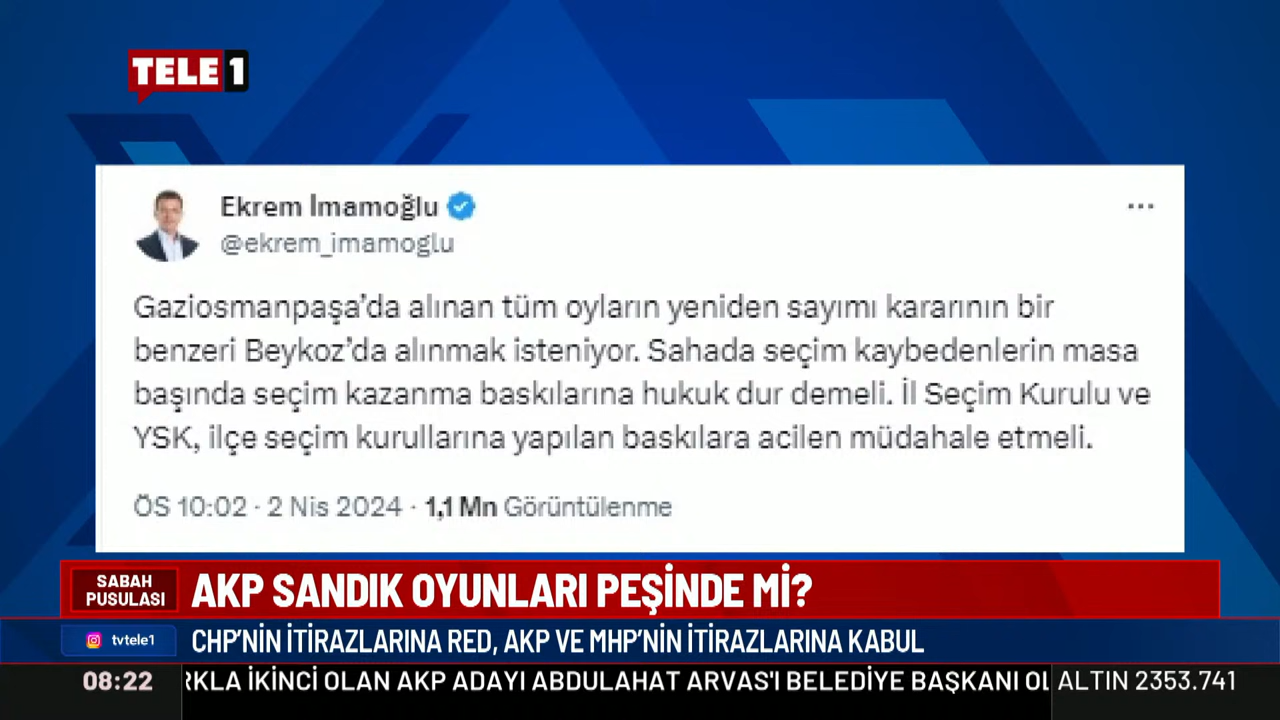 TELE 1
Ekrem İmamoğlu
@ekrem_imamoglu
Gaziosmanpaşa’da alınan tüm oyların yeniden sayımı kararının bir
benzeri Beykoz’da alınmak isteniyor. Sahada seçim kaybedenlerin masa
başında seçim kazanma baskılarına hukuk dur demeli. İl Seçim Kurulu ve
YSK, ilçe seçim kurullarına yapılan baskılara acilen müdahale etmeli.
ÖS 10:02 · 2 Nis 2024 · 1,1 Mn Görüntülenme
SABAH
PUSULASI
AKP SANDIK OYUNLARI PEŞİNDE Mİ?
tvtele1
CHP’NİN İTİRAZLARINA RED, AKP VE MHP’NİN İTİRAZLARINA KABUL
08:22
RKLA İKİNCİ OLAN AKP ADAYI ABDULAHAT ARVAS'I BELEDİYE BAŞKANI OL
ALTIN 2353.741